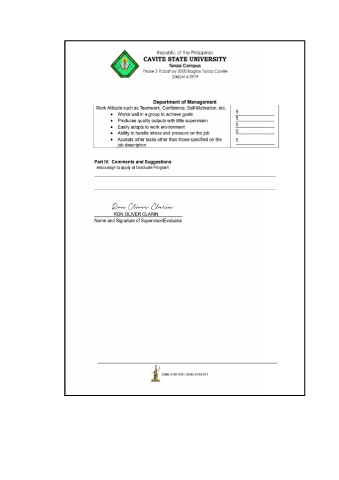 Republic of the Philippines
CAVITE STATE UNIVERSITY
Tanza Campus
Phase 2 Pabahay 2000 Bagtas Tanza Cavite
(046) 414-3979
Department of Management
Work Attitude such as Teamwork, Confidence, Self-Motivation, etc.
• Works well in a group to achieve goals
• Produces quality outputs with little supervision
• Easily adapts to work environment
• Ability to handle stress and pressure on the job
• Accepts other tasks other than those specified on the
job description
5
5
5
5
5
Part IV. Comments and Suggestions
encourage to apply at Graduate Program
Ron Oliver Clarin
RON OLIVER CLARIN
Name and Signature of Supervisor/Evaluator